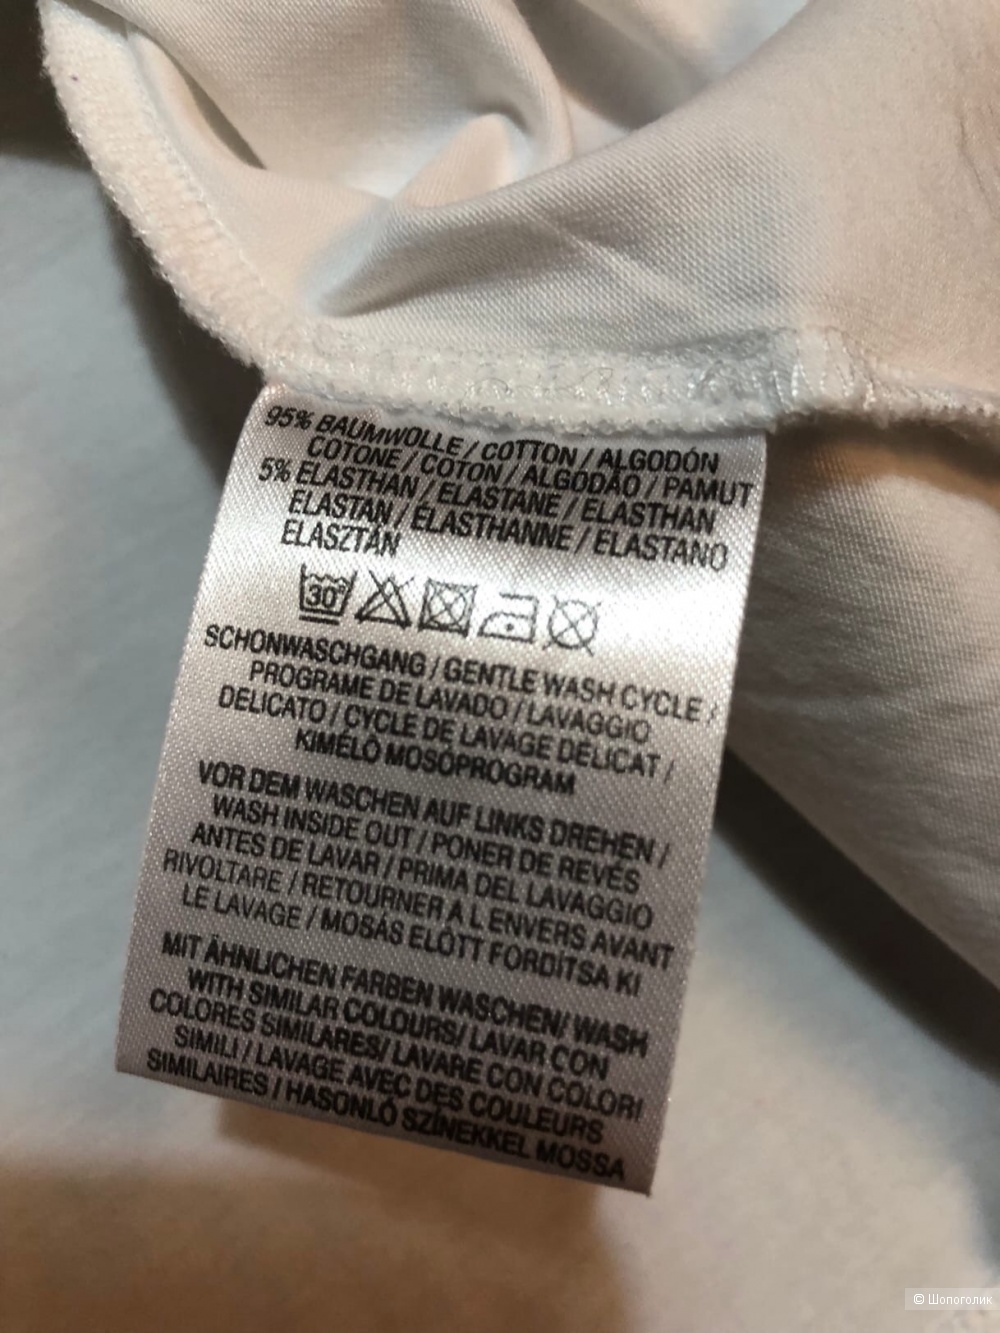 95% BAUMWOLLE / COTTON / ALGODÓN
COTONE / COTON / ALGODÃO / PAMUT
5% ELASTHAN / ELASTANE / ELASTHAN
ELASTAN / ELASTHANNE / ELASTANO
ELASZTÁN
30°
SCHONWASCHGANG / GENTLE WASH CYCLE /
PROGRAME DE LAVADO / LAVAGGIO
DELICATO / CYCLE DE LAVAGE DÉLICAT /
KIMÉLŐ MOSÓPROGRAM
VOR DEM WASCHEN AUF LINKS DREHEN /
WASH INSIDE OUT / PONER DE REVÉS
ANTES DE LAVAR / PRIMA DEL LAVAGGIO
RIVOLTARE / RETOURNER A L ENVERS AVANT
LE LAVAGE / MOSÁS ELŐTT FORDÍTSA KI
MIT ÄHNLICHEN FARBEN WASCHEN/ WASH
WITH SIMILAR COLOURS/ LAVAR CON
COLORES SIMILARES/ LAVARE CON COLORI
SIMILI / LAVAGE AVEC DES COULEURS
SIMILAIRES / HASONLÓ SZÍNEKKEL MOSSA
© Шопоголик